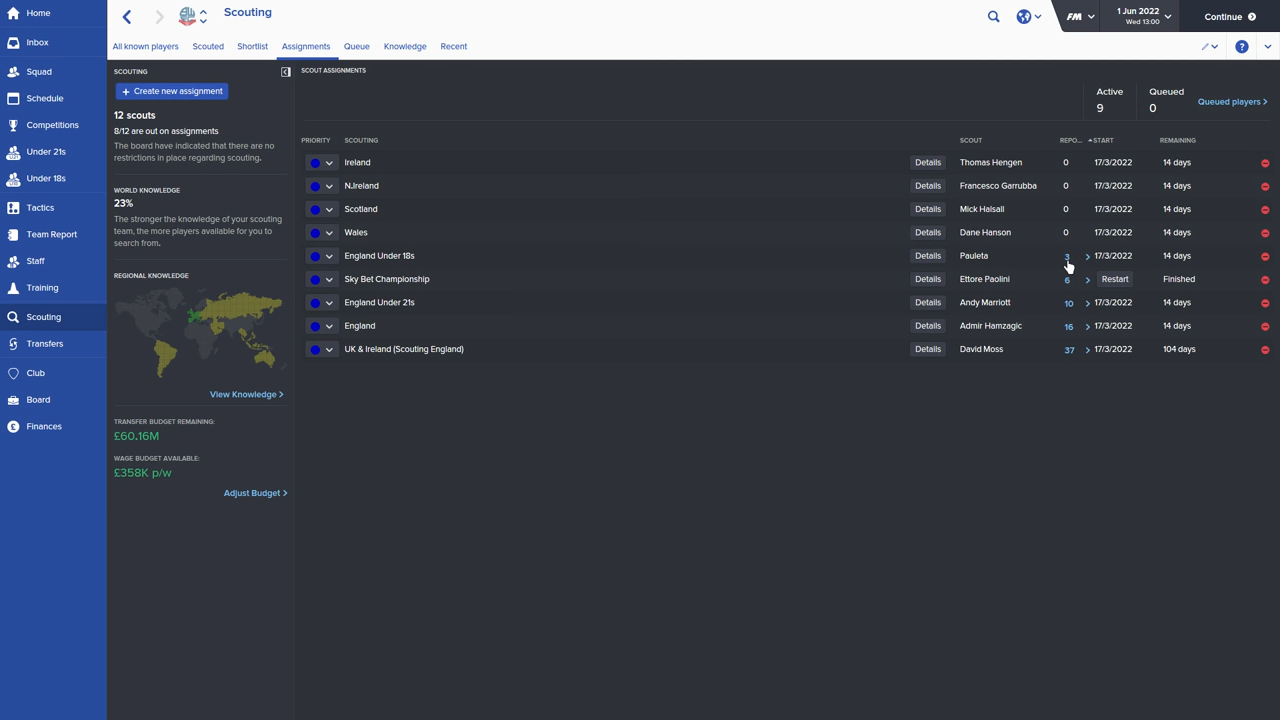 Home
Inbox
Squad
Schedule
Competitions
Under 21s
Under 18s
Tactics
Team Report
Staff
Training
Scouting
Transfers
Club
Board
Finances
Scouting
FM
1 Jun 2022
Wed 13:00
Continue
All known players Scouted Shortlist Assignments Queue Knowledge Recent
?
SCOUTING
+ Create new assignment
12 scouts
8/12 are out on assignments
The board have indicated that there are no
restrictions in place regarding scouting.
WORLD KNOWLEDGE
23%
The stronger the knowledge of your scouting
team, the more players available for you to
search from.
REGIONAL KNOWLEDGE
View Knowledge >
TRANSFER BUDGET REMAINING:
£60.16M
WAGE BUDGET AVAILABLE:
£358K p/w
Adjust Budget >
SCOUT ASSIGNMENTS
Active Queued
9 0 Queued players >
PRIORITY SCOUTING SCOUT REPO... START REMAINING
Ireland Details Thomas Hengen 0 17/3/2022 14 days
N.Ireland Details Francesco Garrubba 0 17/3/2022 14 days
Scotland Details Mick Halsall 0 17/3/2022 14 days
Wales Details Dane Hanson 0 17/3/2022 14 days
England Under 18s Details Pauleta 3 > 17/3/2022 14 days
Sky Bet Championship Details Ettore Paolini 6 > Restart Finished
England Under 21s Details Andy Marriott 10 > 17/3/2022 14 days
England Details Admir Hamzagic 16 > 17/3/2022 14 days
UK & Ireland (Scouting England) Details David Moss 37 > 17/3/2022 104 days